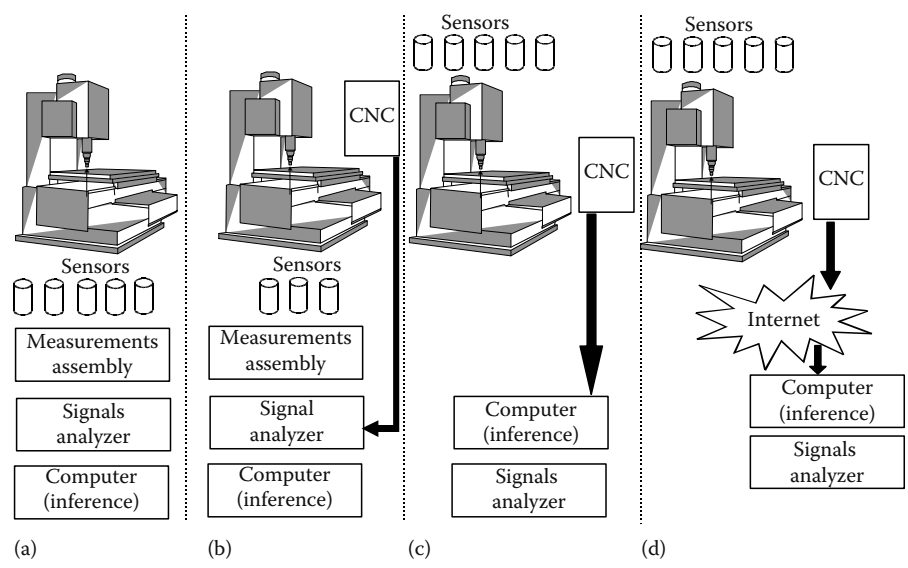 Sensors
Measurements
assembly
Signals
analyzer
Computer
(inference)
(a)
CNC
Sensors
Measurements
assembly
Signal
analyzer
Computer
(inference)
(b)
Sensors
CNC
Computer
(inference)
Signals
analyzer
(c)
Sensors
CNC
Internet
Computer
(inference)
Signals
analyzer
(d)